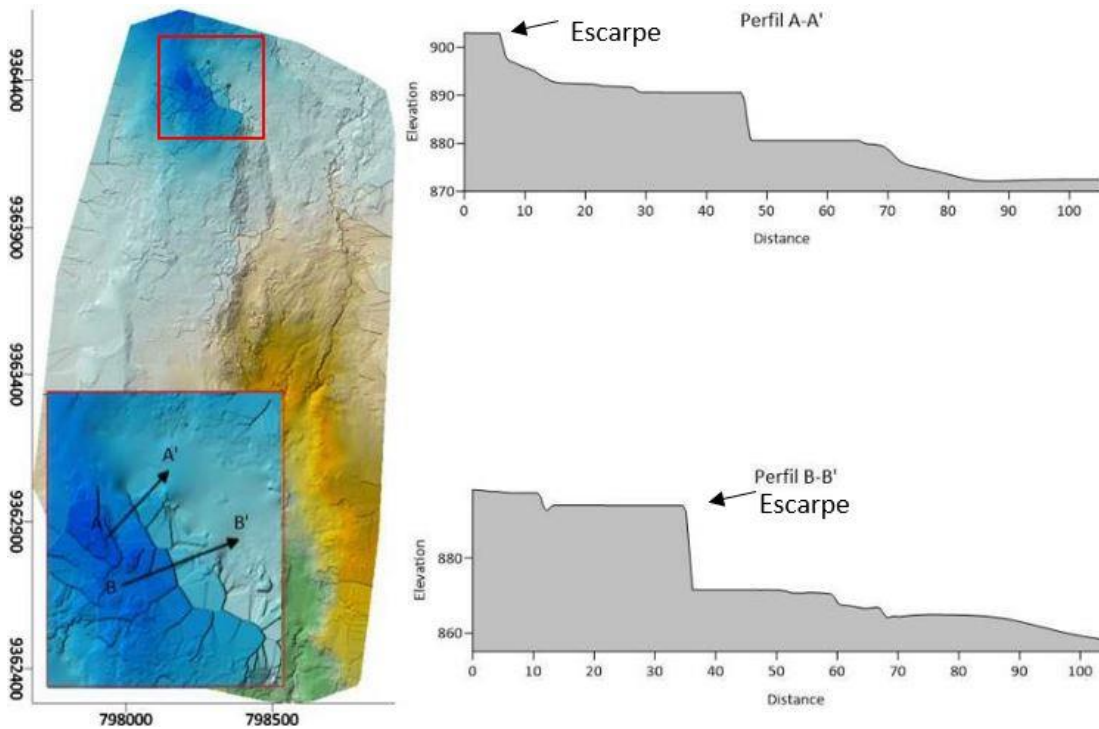 9364400
9363900
9363400
9362900
9362400
798000
798500
A'
A
B'
B
Perfil A-A'
Escarpe
Elevation
900
890
880
870
0
10
20
30
40
50
60
70
80
90
100
Distance
Perfil B-B'
Escarpe
Elevation
880
860
0
10
20
30
40
50
60
70
80
90
100
Distance